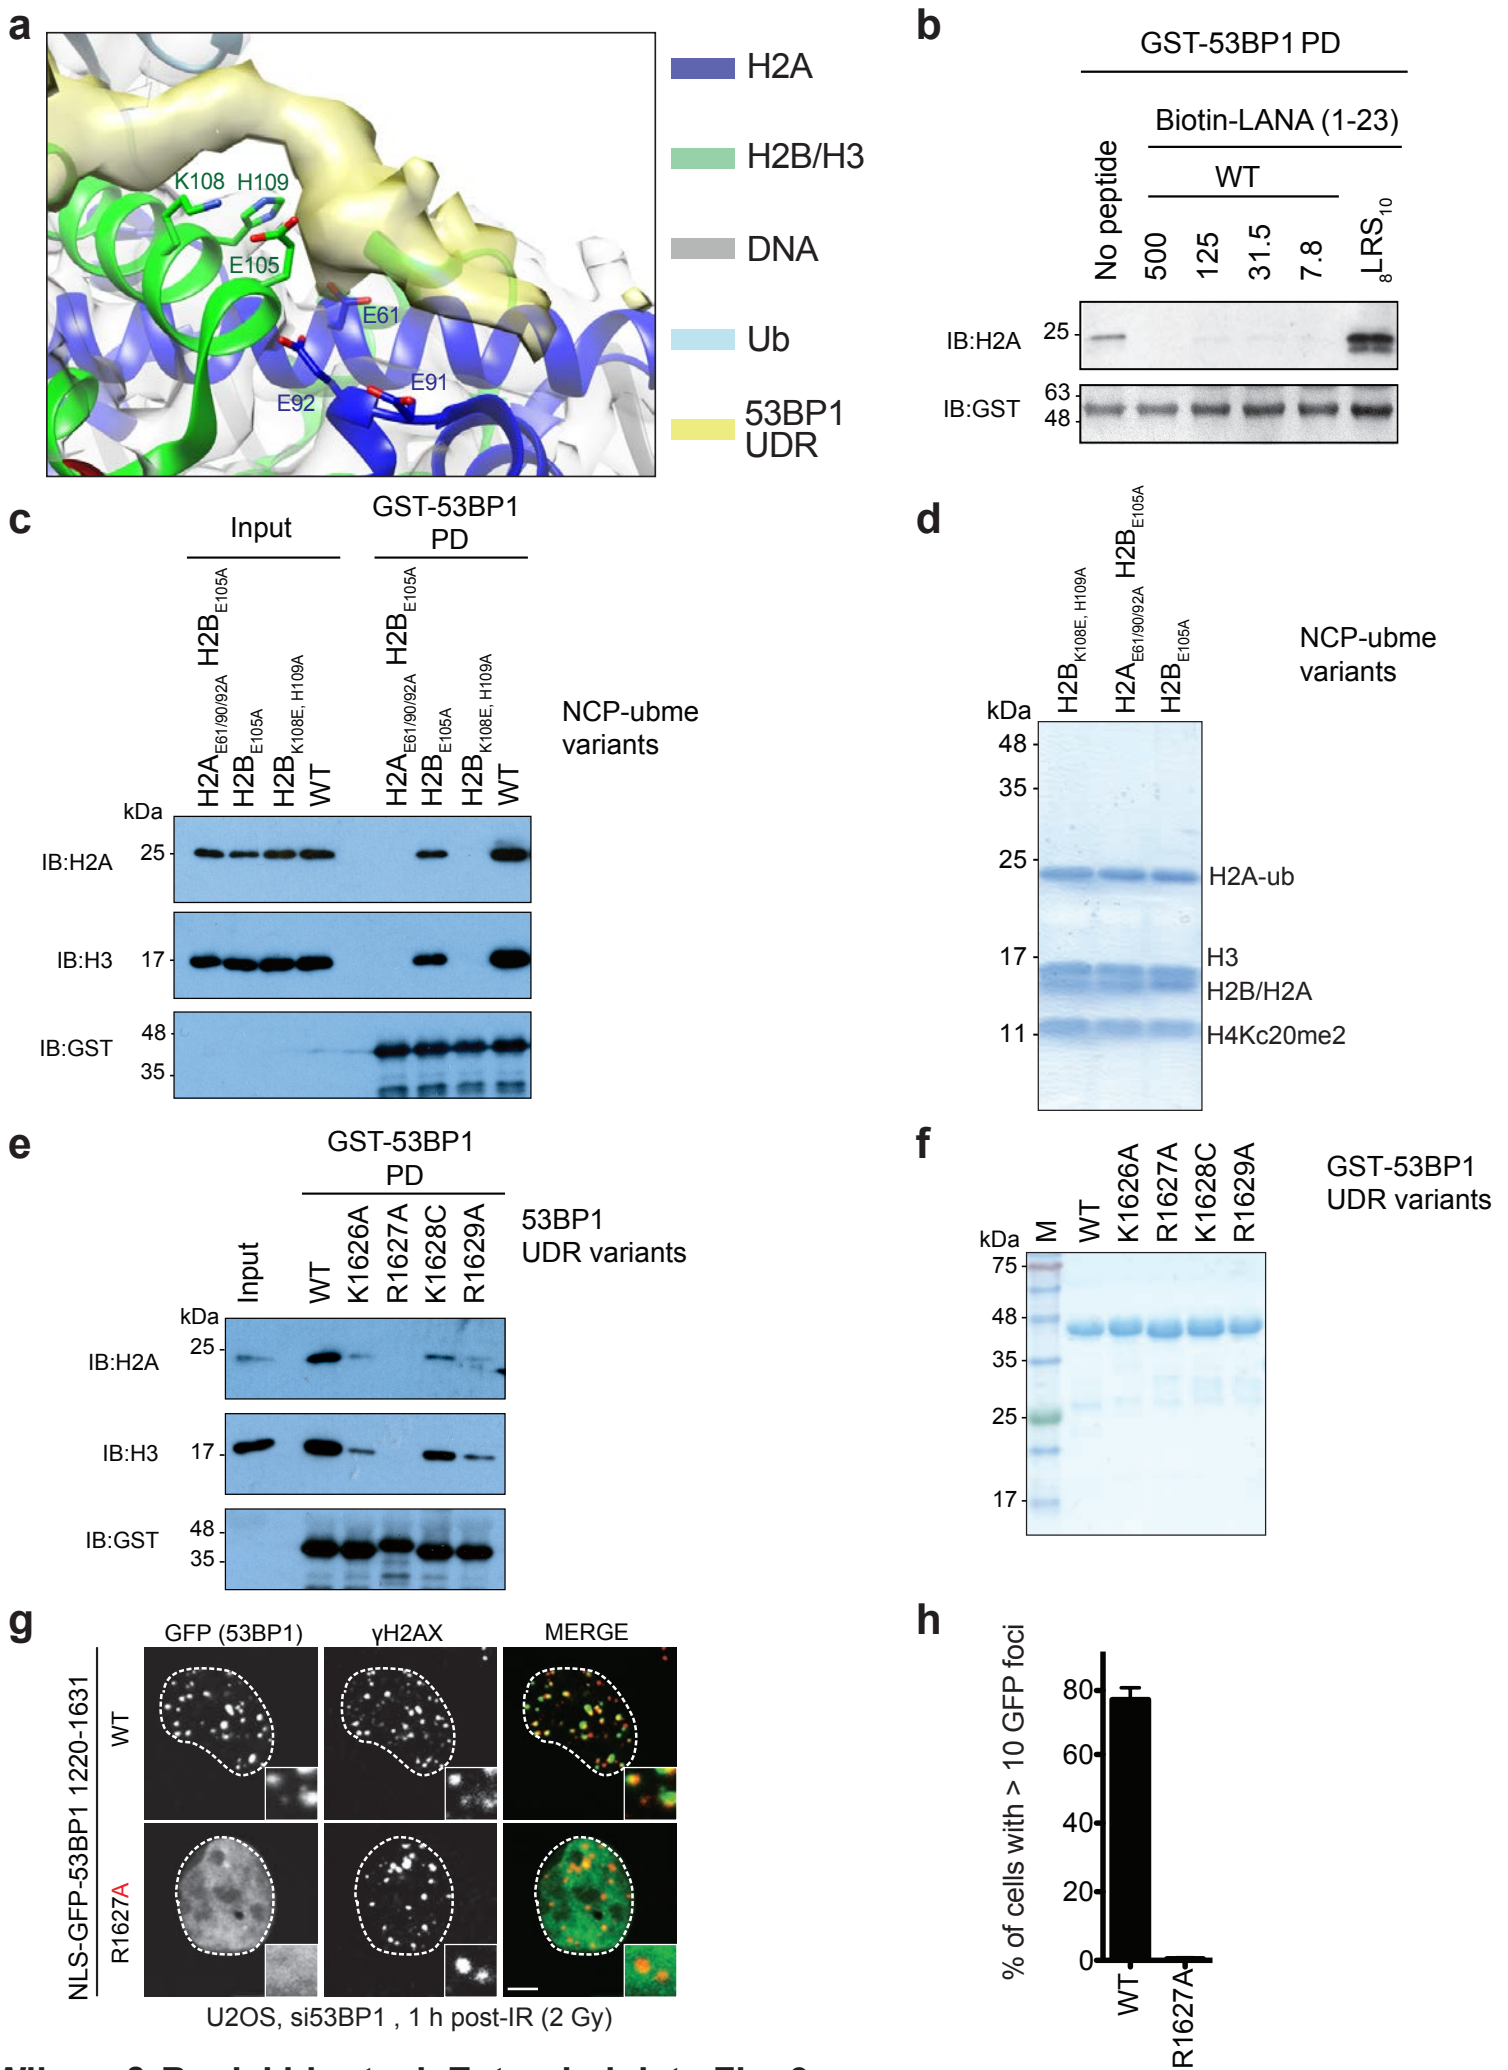 a
K108 H109
E105
E61
E92
E91
H2A
H2B/H3
DNA
Ub
53BP1
UDR
b
GST-53BP1 PD
Biotin-LANA (1-23)
WT
No peptide
500
125
31.5
7.8
8LRS10
IB:H2A
25
IB:GST
63
48
c
Input
GST-53BP1
PD
H2AE61/90/92A H2BE105A
H2BE105A
H2BK108E, H109A
WT
H2AE61/90/92A H2BE105A
H2BE105A
H2BK108E, H109A
WT
NCP-ubme
variants
kDa
IB:H2A
25
IB:H3
17
IB:GST
48
35
d
H2BK108E, H109A
H2AE61/90/92A H2BE105A
H2BE105A
NCP-ubme
variants
kDa
48
35
25
17
11
H2A-ub
H3
H2B/H2A
H4Kc20me2
e
GST-53BP1
PD
Input
WT
K1626A
R1627A
K1628C
R1629A
53BP1
UDR variants
kDa
IB:H2A
25
IB:H3
17
IB:GST
48
35
f
M
WT
K1626A
R1627A
K1628C
R1629A
GST-53BP1
UDR variants
kDa
75
48
35
25
17
g
GFP (53BP1)
γH2AX
MERGE
NLS-GFP-53BP1 1220-1631
WT
R1627A
U2OS, si53BP1 , 1 h post-IR (2 Gy)
h
% of cells with > 10 GFP foci
80
60
40
20
0
WT
R1627A